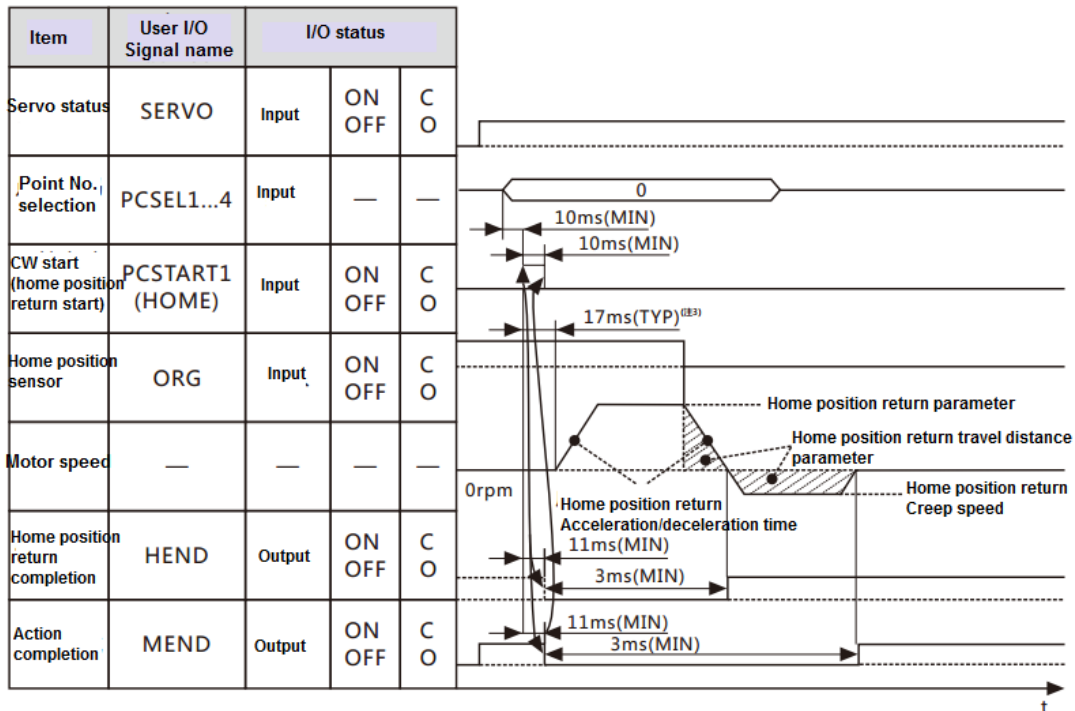 Item
User I/O
Signal name
I/O status
Servo status
SERVO
Input
ON
OFF
C
O
Point No.
selection
PCSEL1...4
Input
—
—
0
10ms(MIN)
10ms(MIN)
CW start
(home position
return start)
PCSTART1
(HOME)
Input
ON
OFF
C
O
17ms(TYP)(注3)
Home position
sensor
ORG
Input
ON
OFF
C
O
Home position return parameter
Home position return travel distance
parameter
Motor speed
—
—
—
—
0rpm
Home position return
Creep speed
Home position return
Acceleration/deceleration time
Home position
return
completion
HEND
Output
ON
OFF
C
O
11ms(MIN)
3ms(MIN)
Action
completion
MEND
Output
ON
OFF
C
O
11ms(MIN)
3ms(MIN)
t